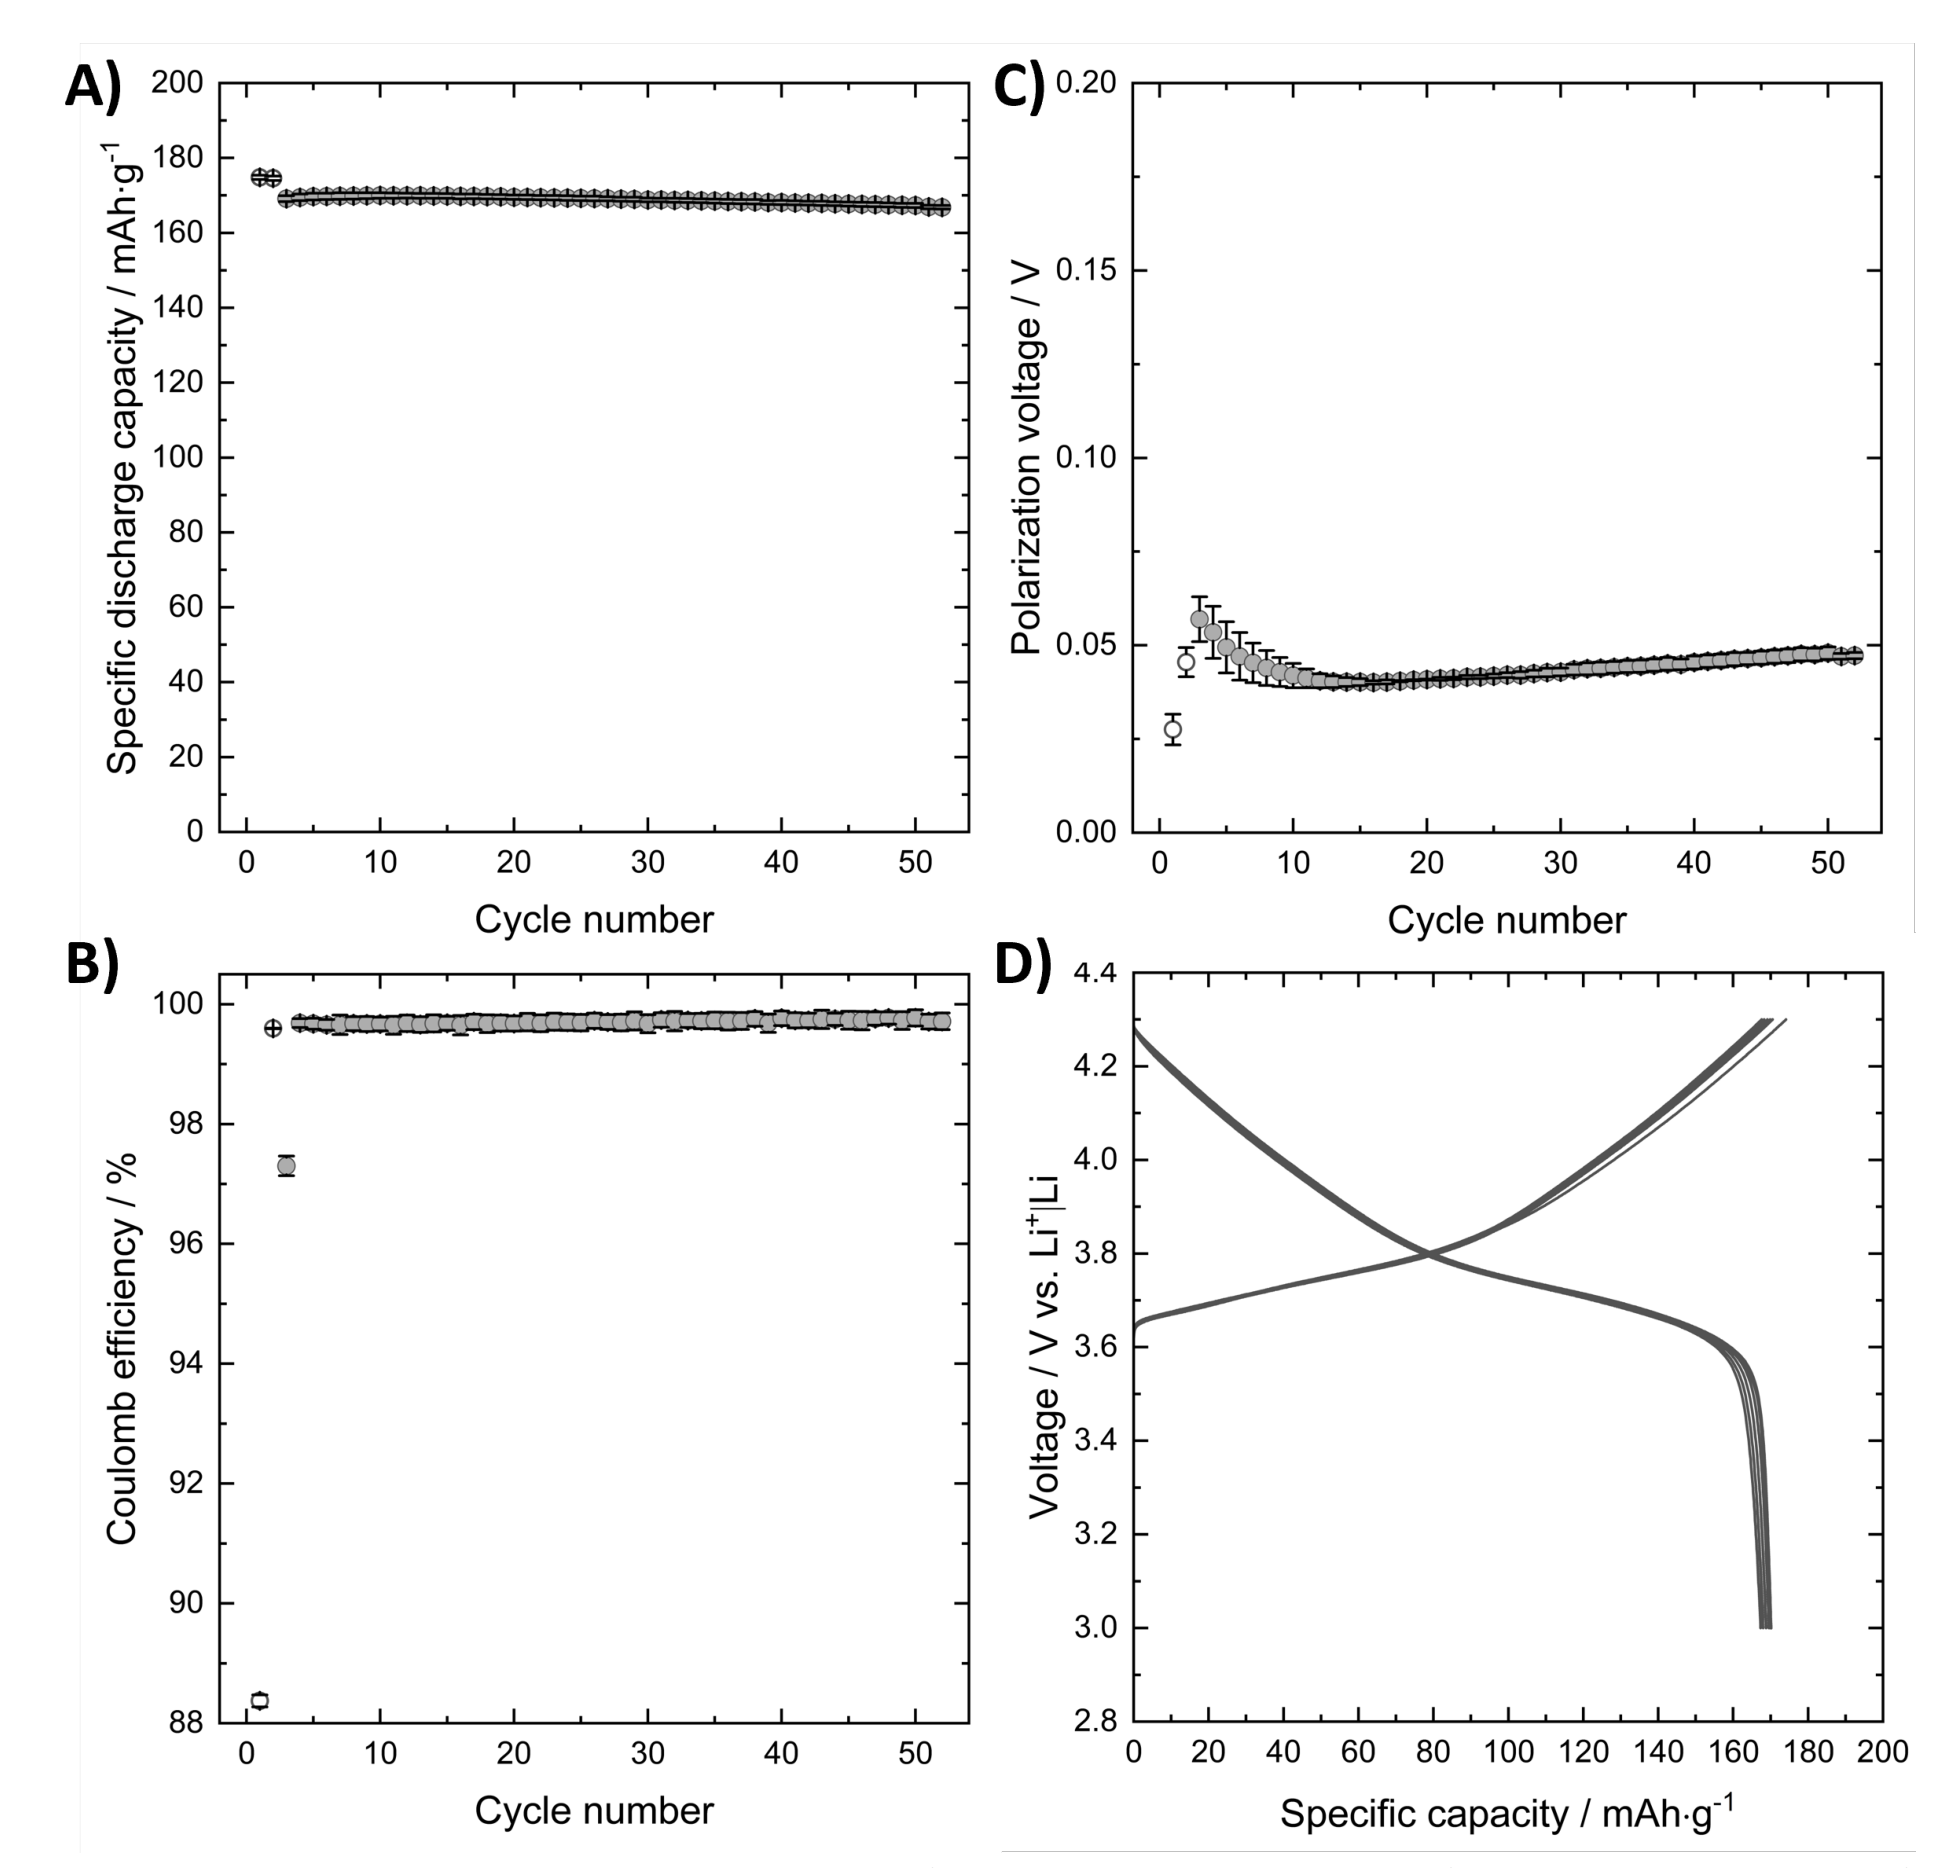 A)
Specific discharge capacity / mAh·g⁻¹
200
180
160
140
120
100
80
60
40
20
0
0 10 20 30 40 50
Cycle number
C)
Polarization voltage / V
0.20
0.15
0.10
0.05
0.00
0 10 20 30 40 50
Cycle number
B)
Coulomb efficiency / %
100
98
96
94
92
90
88
0 10 20 30 40 50
Cycle number
D)
Voltage / V vs. Li⁺|Li
4.4
4.2
4.0
3.8
3.6
3.4
3.2
3.0
2.8
0 20 40 60 80 100 120 140 160 180 200
Specific capacity / mAh·g⁻¹